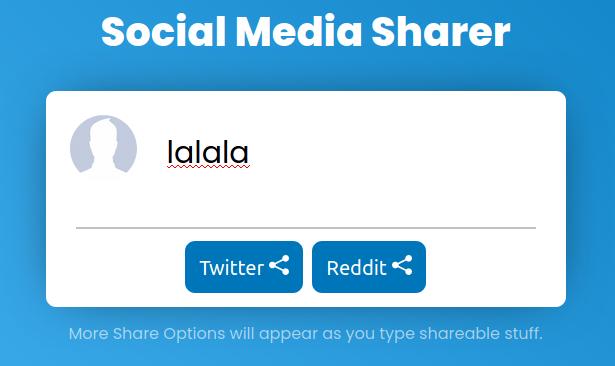 Social Media Sharer
lalala
Twitter Reddit
More Share Options will appear as you type shareable stuff.